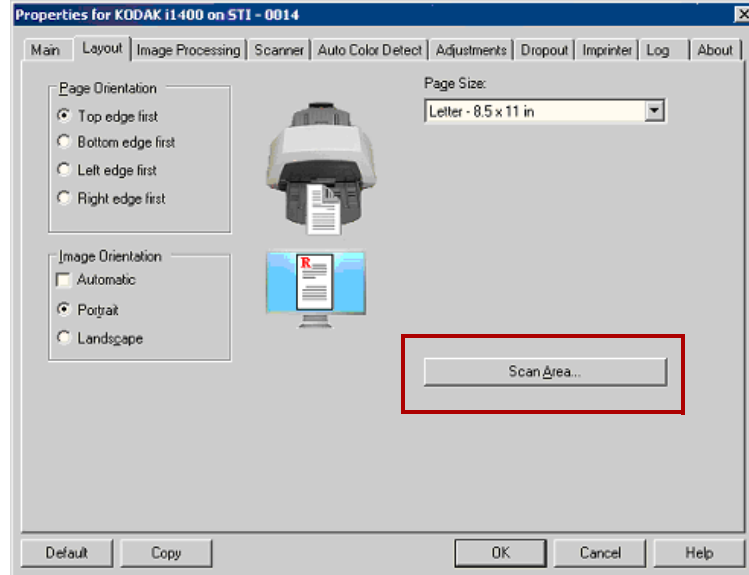 Properties for KODAK i1400 on STI - 0014
Main Layout Image Processing Scanner Auto Color Detect Adjustments Dropout Imprinter Log About
Page Orientation
Top edge first
Bottom edge first
Left edge first
Right edge first
Page Size:
Letter - 8.5 x 11 in
Image Orientation
Automatic
Portrait
Landscape
R
Scan Area...
Default Copy OK Cancel Help